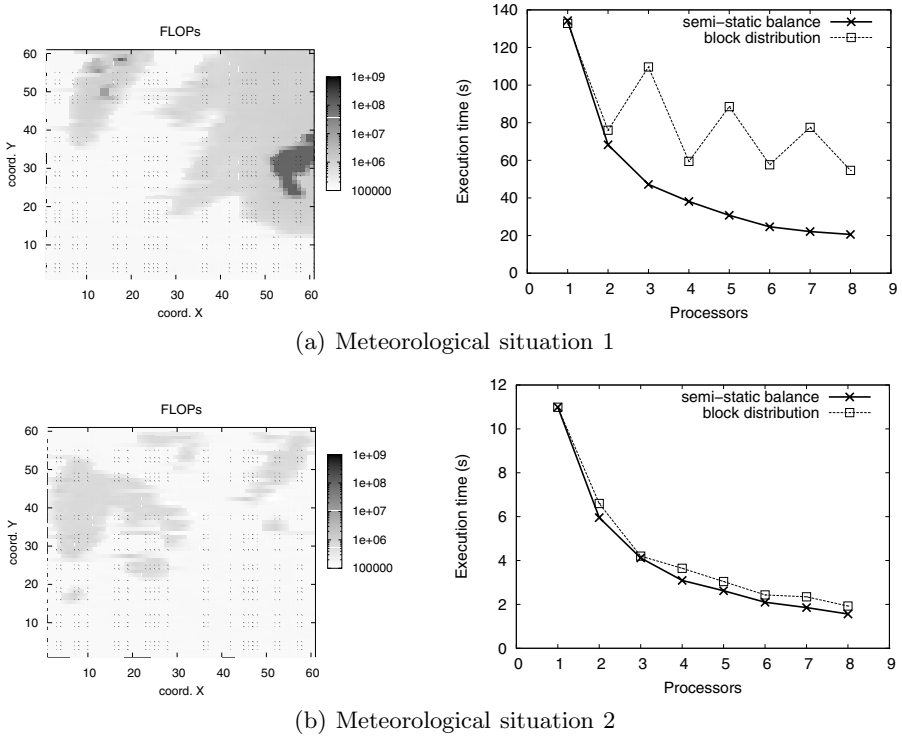 FLOPs
60
50
40
30
20
10
coord. Y
10 20 30 40 50 60
coord. X
1e+09
1e+08
1e+07
1e+06
100000
140
120
100
80
60
40
20
0
Execution time (s)
semi-static balance
block distribution
0 1 2 3 4 5 6 7 8 9
Processors
(a) Meteorological situation 1
FLOPs
60
50
40
30
20
10
coord. Y
10 20 30 40 50 60
coord. X
1e+09
1e+08
1e+07
1e+06
100000
12
10
8
6
4
2
0
Execution time (s)
semi-static balance
block distribution
0 1 2 3 4 5 6 7 8 9
Processors
(b) Meteorological situation 2